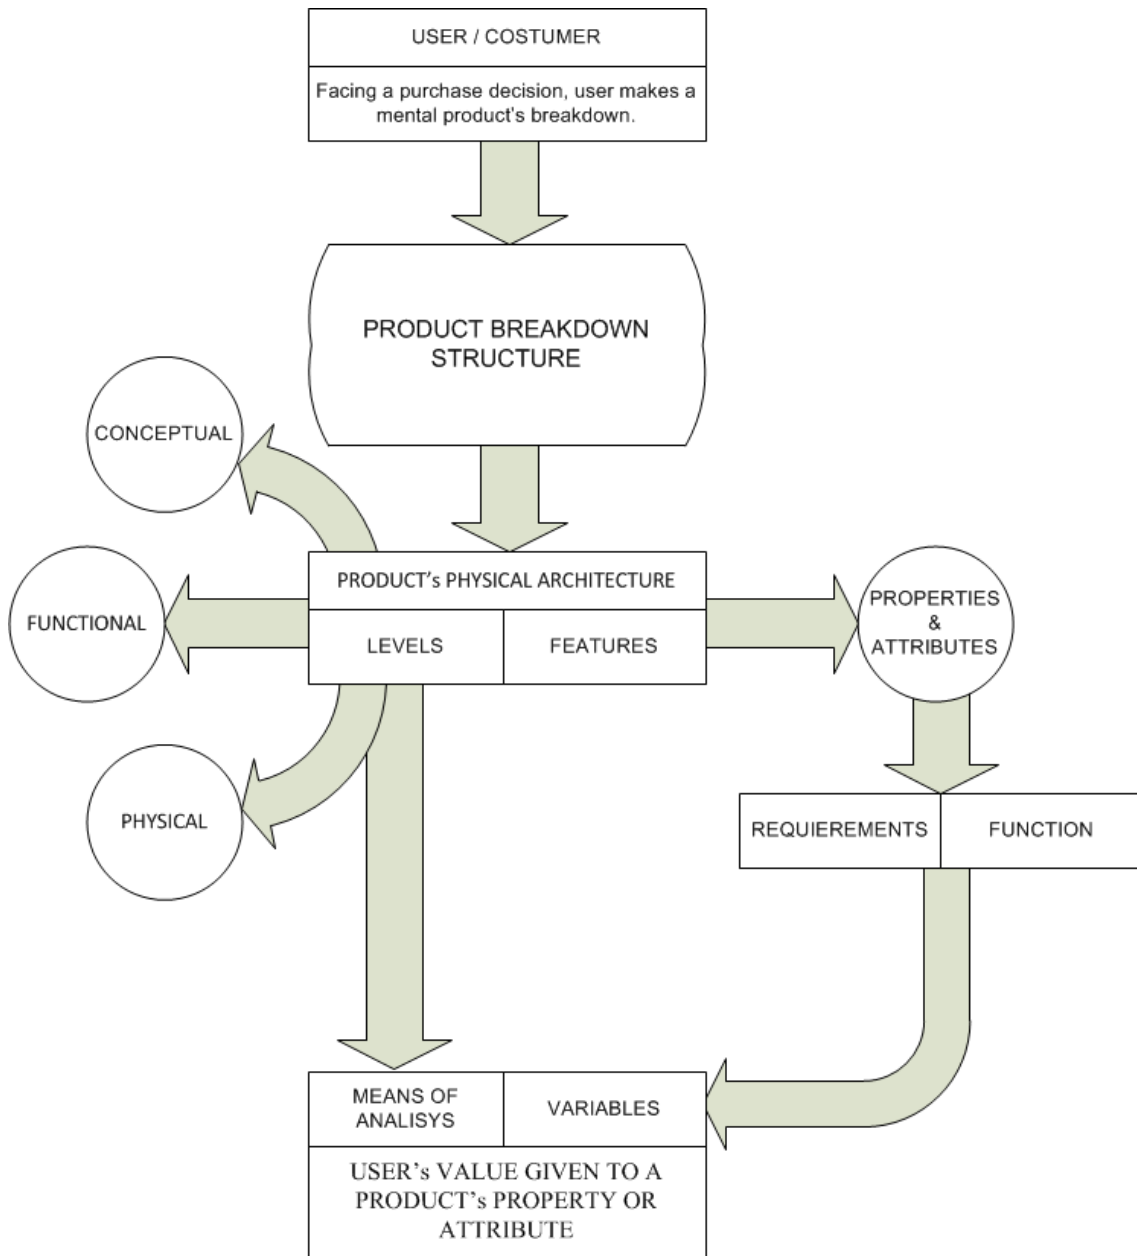 USER / COSTUMER
Facing a purchase decision, user makes a
mental product's breakdown.
PRODUCT BREAKDOWN
STRUCTURE
CONCEPTUAL
PRODUCT's PHYSICAL ARCHITECTURE
LEVELS
FEATURES
FUNCTIONAL
PROPERTIES
&
ATTRIBUTES
PHYSICAL
REQUIEREMENTS
FUNCTION
MEANS OF
ANALISYS
VARIABLES
USER's VALUE GIVEN TO A
PRODUCT's PROPERTY OR
ATTRIBUTE